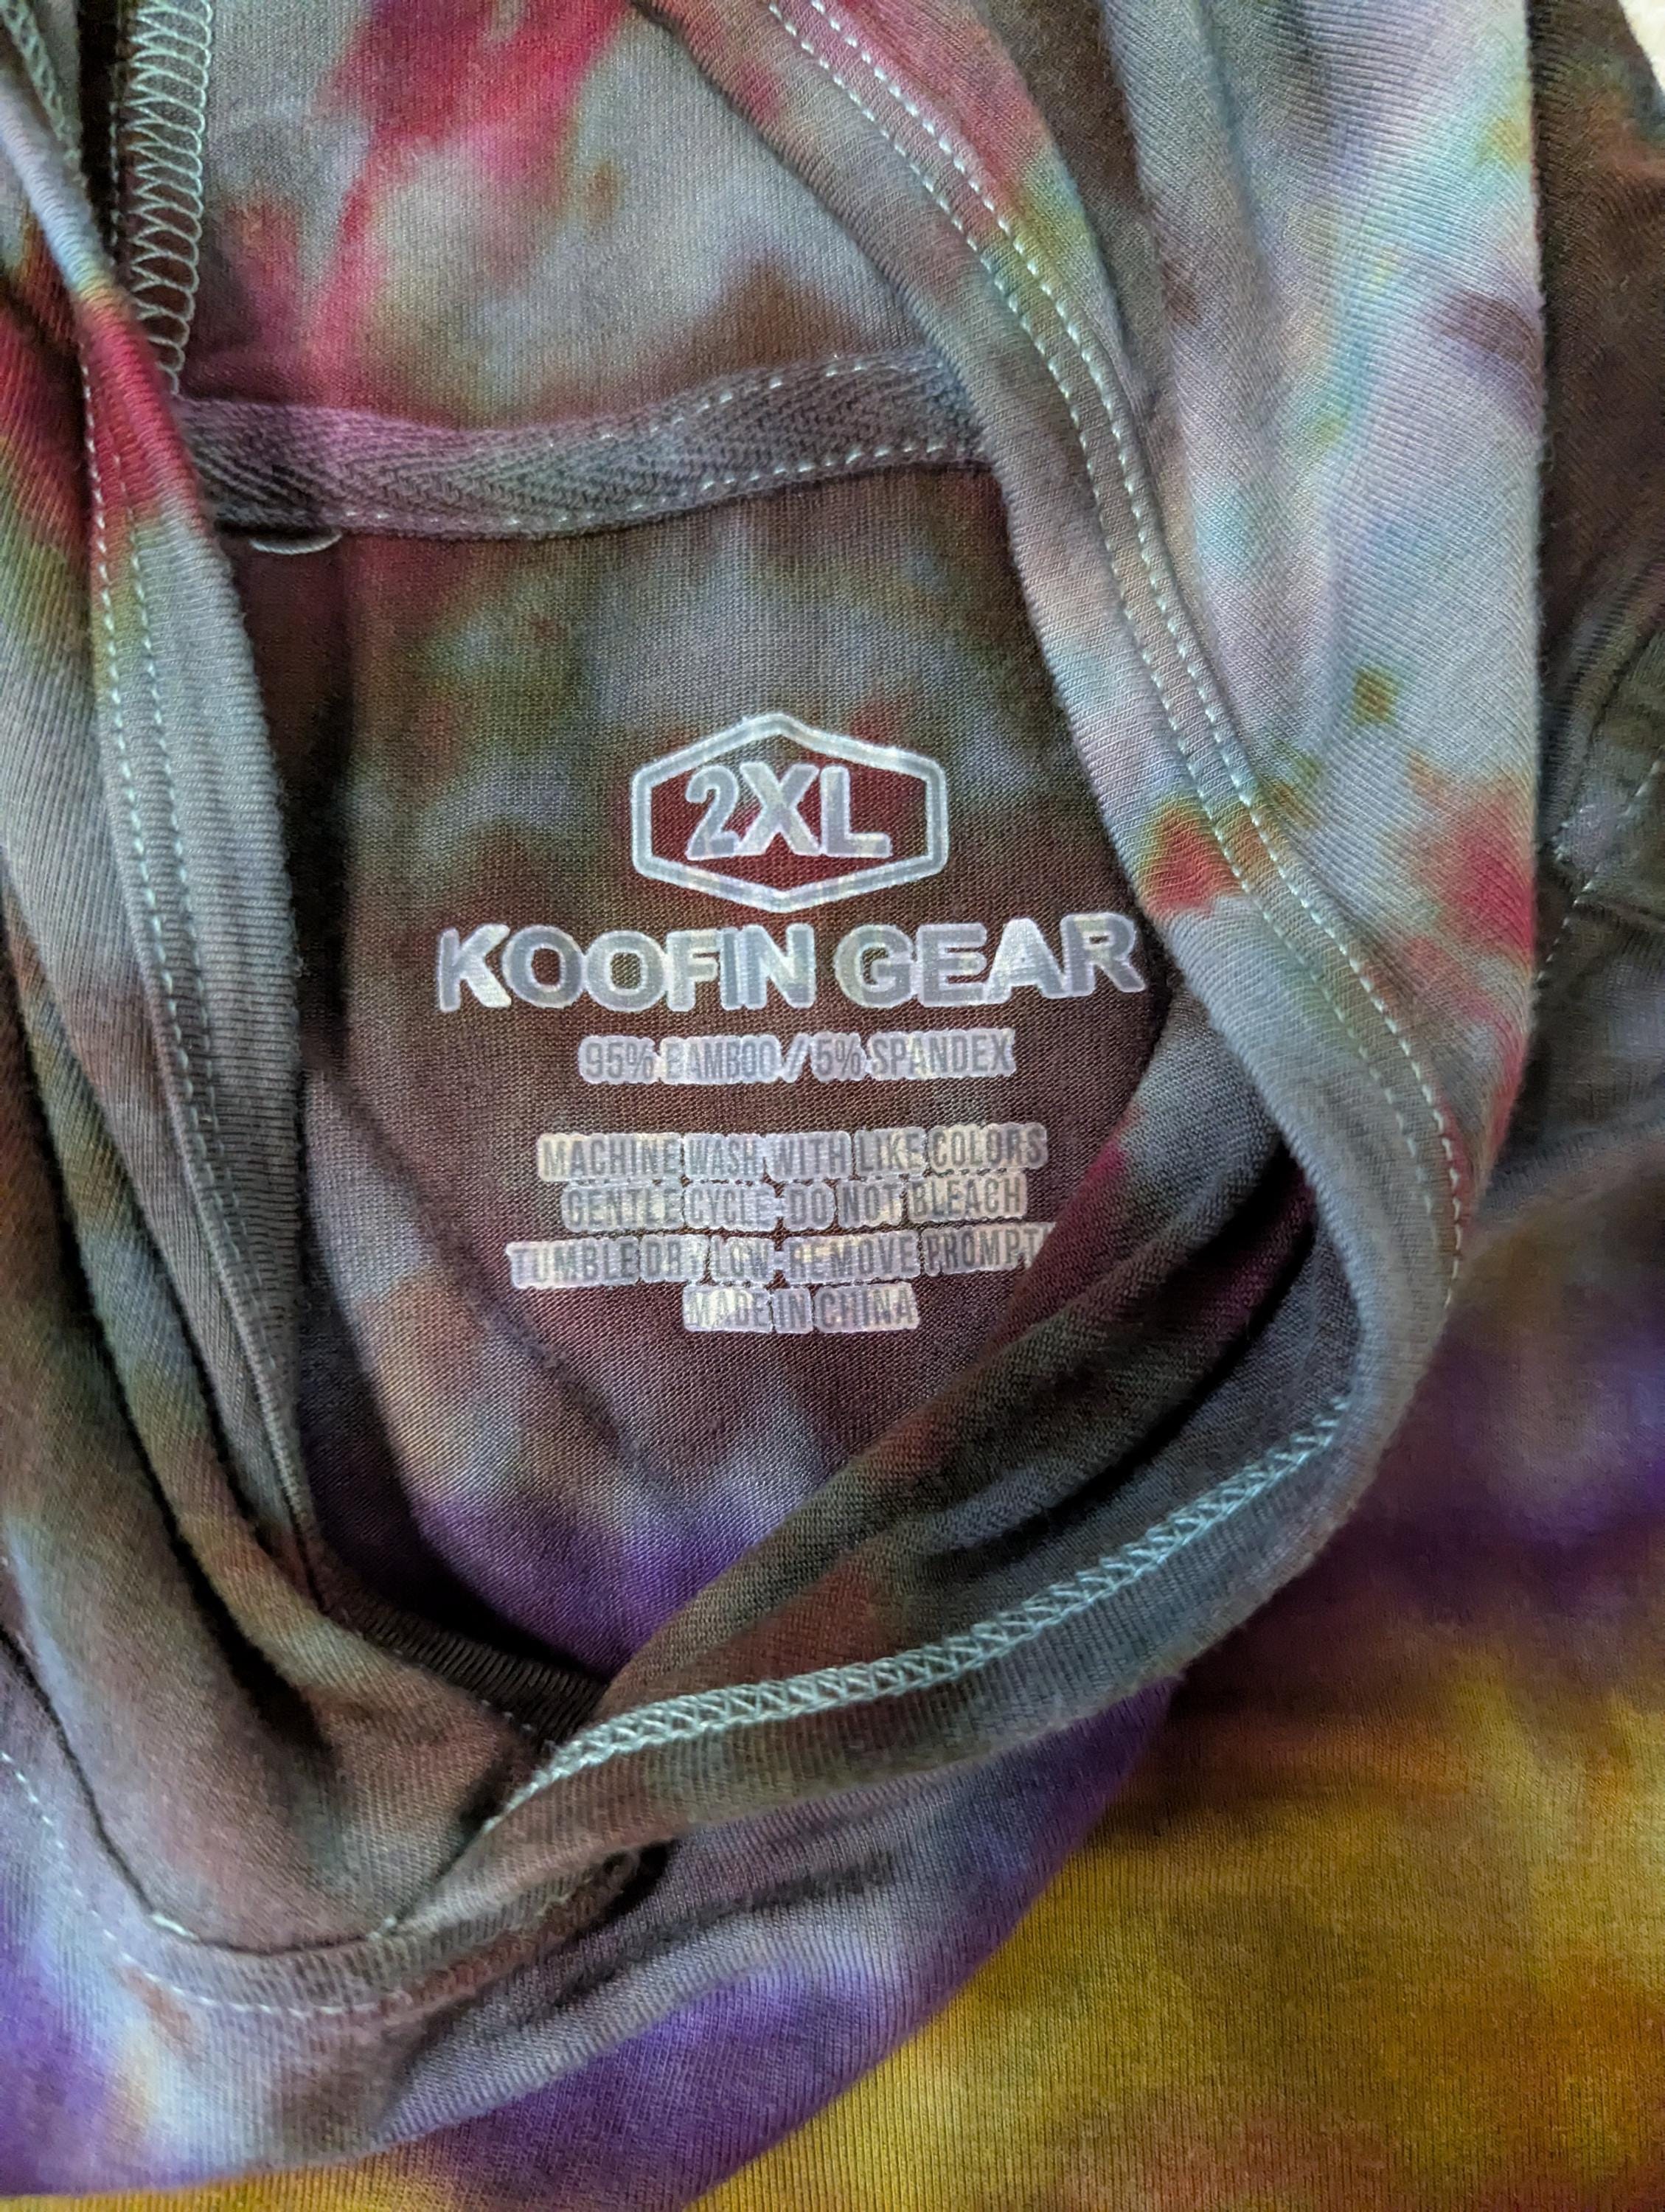 2XL
KOOFIN GEAR
95% BAMBOO // 5% SPANDEX
MACHINE WASH WITH LIKE COLORS
GENTLE CYCLE - DO NOT BLEACH
TUMBLE DRY LOW - REMOVE PROMPT
MADE IN CHINA